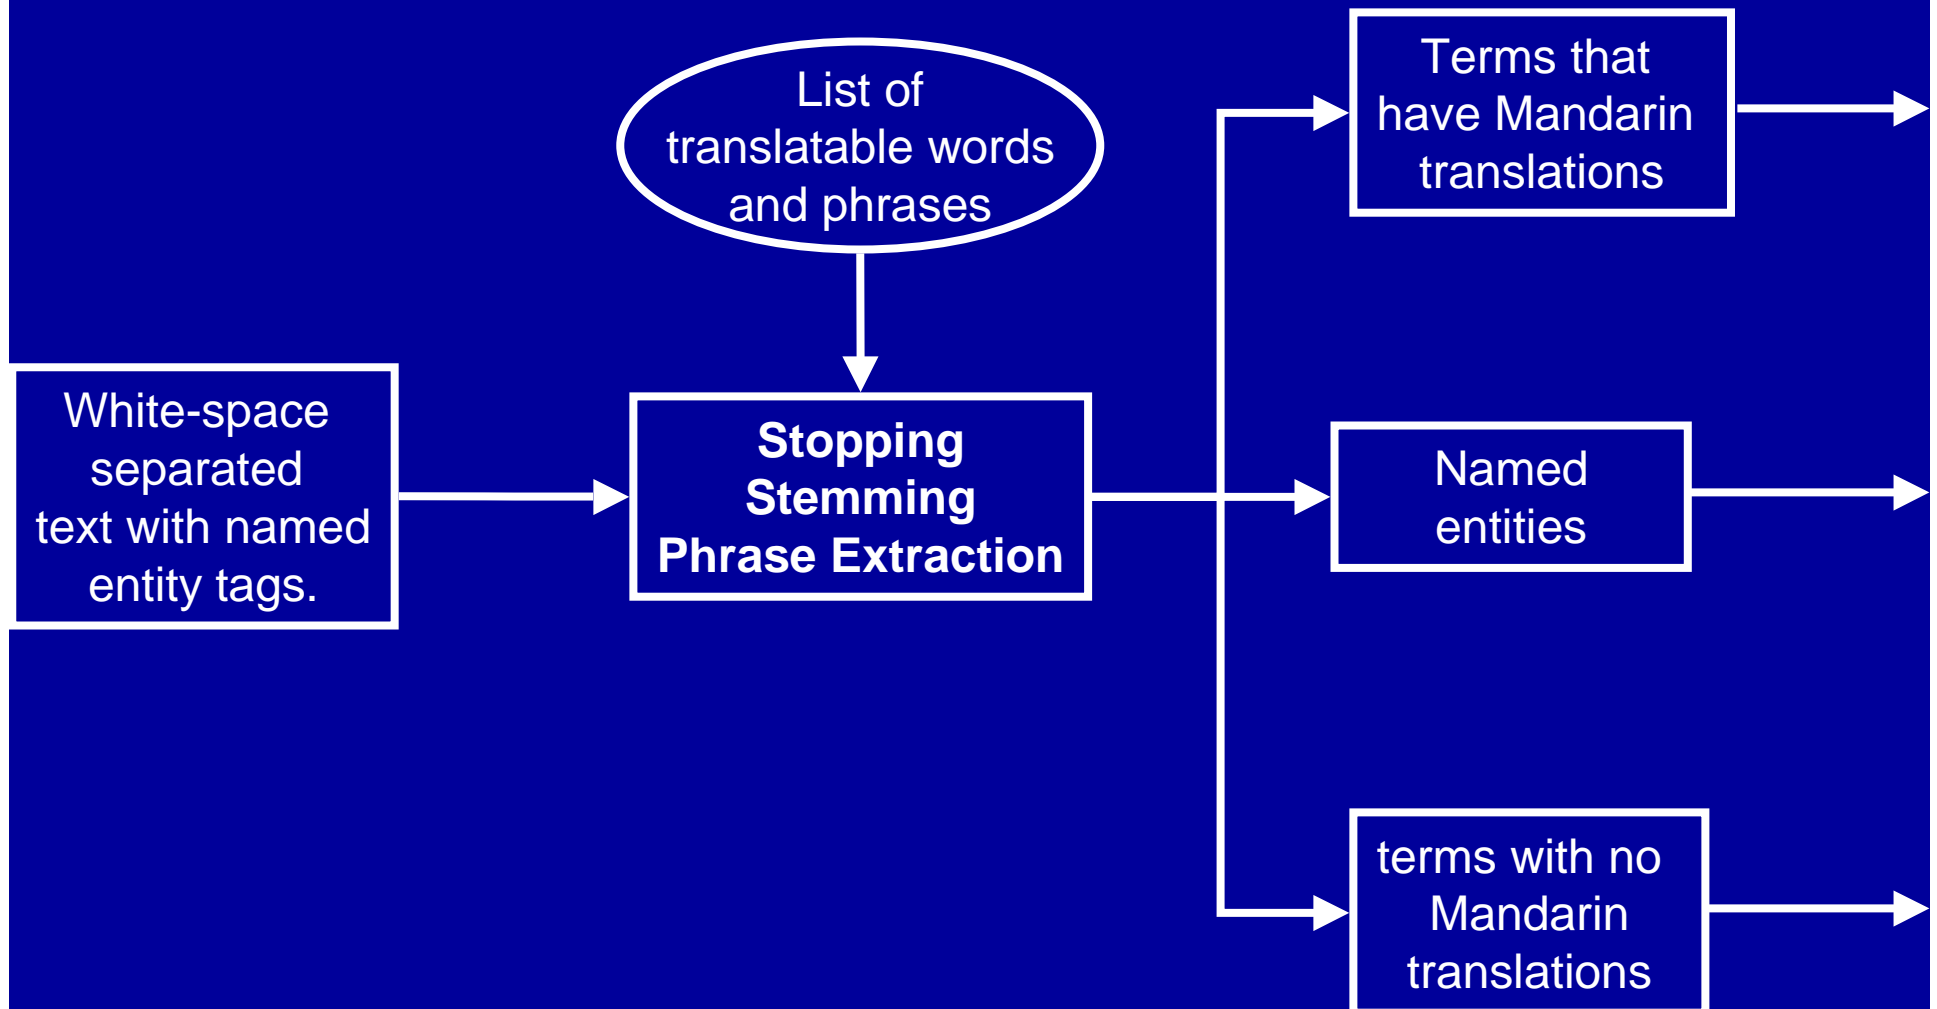 List of
translatable words
and phrases
Terms that
have Mandarin
translations
White-space
separated
text with named
entity tags.
Stopping
Stemming
Phrase Extraction
Named
entities
terms with no
Mandarin
translations